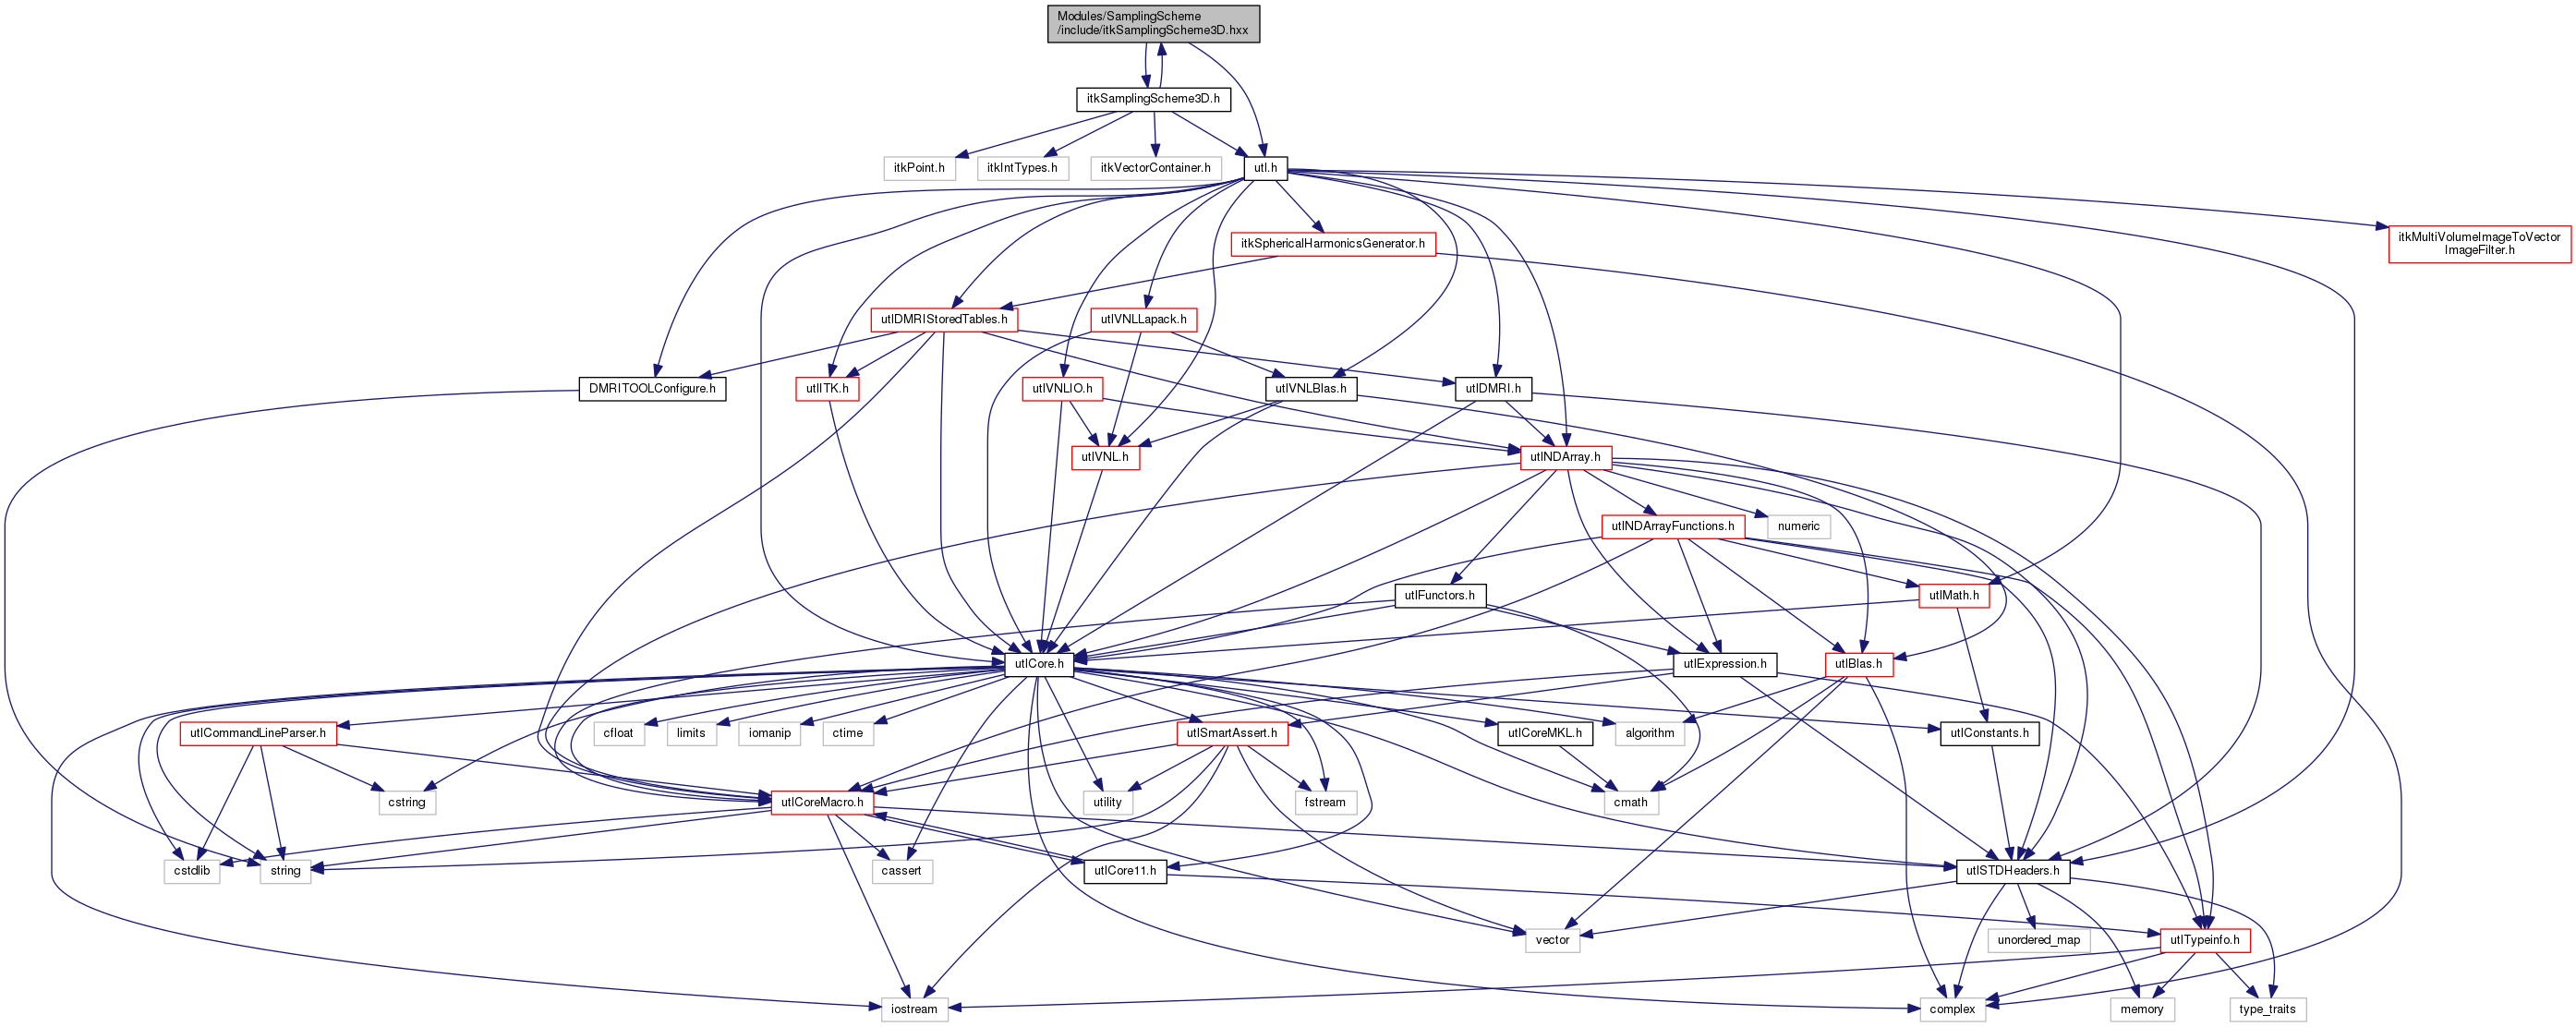 Modules/SamplingScheme
/include/itkSamplingScheme3D.hxx
itkSamplingScheme3D.h
itkPoint.h
itkIntTypes.h
itkVectorContainer.h
utl.h
itkSphericalHarmonicsGenerator.h
itkMultiVolumeImageToVector
ImageFilter.h
utlDMRIStoredTables.h
utlVNLLapack.h
DMRITOOLConfigure.h
utlITK.h
utlVNLIO.h
utlVNLBlas.h
utlDMRI.h
utlVNL.h
utlNDArray.h
utlNDArrayFunctions.h
numeric
utlFunctors.h
utlMath.h
utlCore.h
utlExpression.h
utlBlas.h
utlCommandLineParser.h
cfloat
limits
iomanip
ctime
utlSmartAssert.h
utlCoreMKL.h
algorithm
utlConstants.h
cstring
utlCoreMacro.h
utility
fstream
cmath
cstdlib
string
cassert
utlCore11.h
utlSTDHeaders.h
vector
unordered_map
utlTypeinfo.h
iostream
complex
memory
type_traits